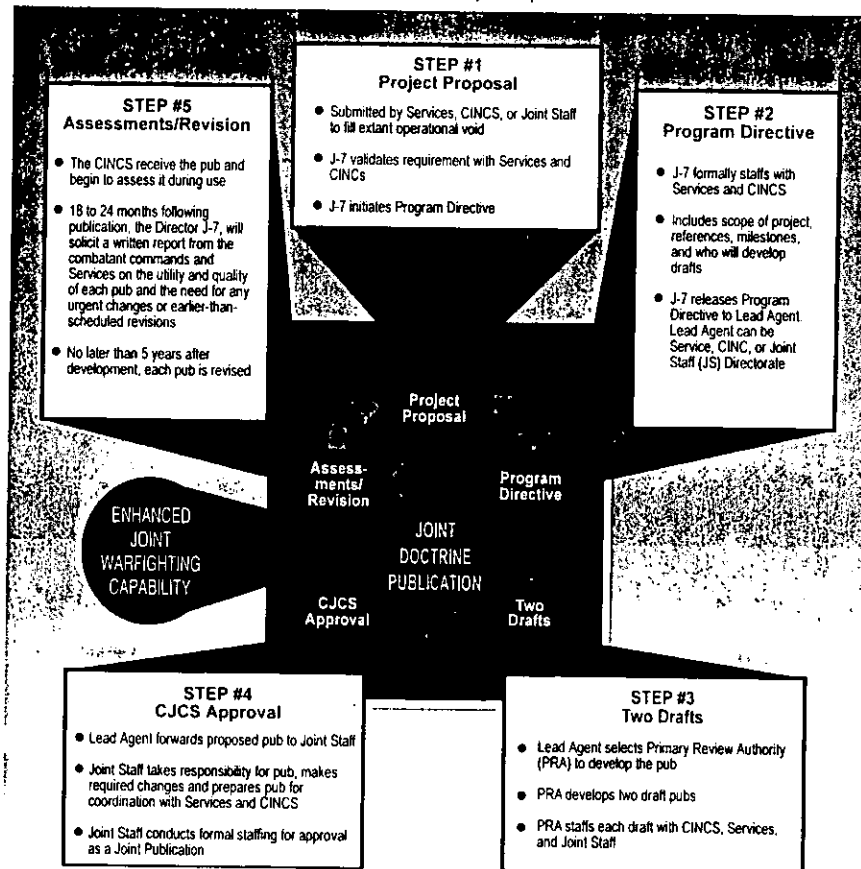 STEP #1
Project Proposal
● Submitted by Services, CINCS, or Joint Staff
to fill extant operational void
● J-7 validates requirement with Services and
CINCs
● J-7 initiates Program Directive
STEP #2
Program Directive
● J-7 formally staffs with
Services and CINCS
● Includes scope of project,
references, milestones,
and who will develop
drafts
● J-7 releases Program
Directive to Lead Agent.
Lead Agent can be
Service, CINC, or Joint
Staff (JS) Directorate
STEP #3
Two Drafts
● Lead Agent selects Primary Review Authority
(PRA) to develop the pub
● PRA develops two draft pubs
● PRA staffs each draft with CINCS, Services,
and Joint Staff
STEP #4
CJCS Approval
● Lead Agent forwards proposed pub to Joint Staff
● Joint Staff takes responsibility for pub, makes
required changes and prepares pub for
coordination with Services and CINCS
● Joint Staff conducts formal staffing for approval
as a Joint Publication
STEP #5
Assessments/Revision
● The CINCS receive the pub and
begin to assess it during use
● 18 to 24 months following
publication, the Director J-7, will
solicit a written report from the
combatant commands and
Services on the utility and quality
of each pub and the need for any
urgent changes or earlier-than-
scheduled revisions
● No later than 5 years after
development, each pub is revised
Project
Proposal
Program
Directive
Two
Drafts
CJCS
Approval
Assess-
ments/
Revision
JOINT
DOCTRINE
PUBLICATION
ENHANCED
JOINT
WARFIGHTING
CAPABILITY